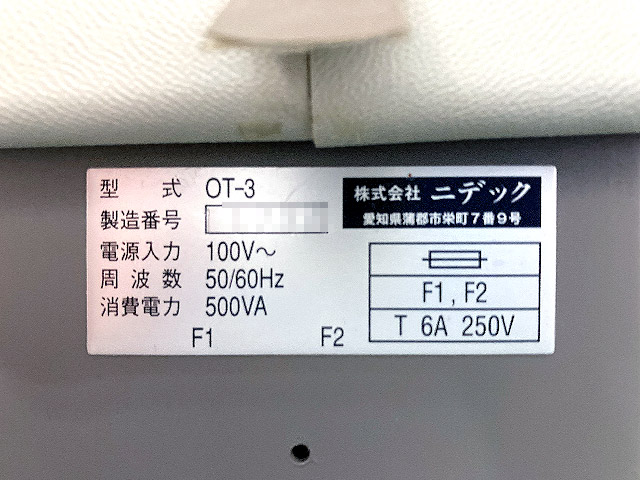 型 式 OT-3
製造番号
電源入力 100V～
周波数 50/60Hz
消費電力 500VA
F1 F2
株式会社 ニデック
愛知県蒲郡市栄町7番9号
F1, F2
T 6A 250V